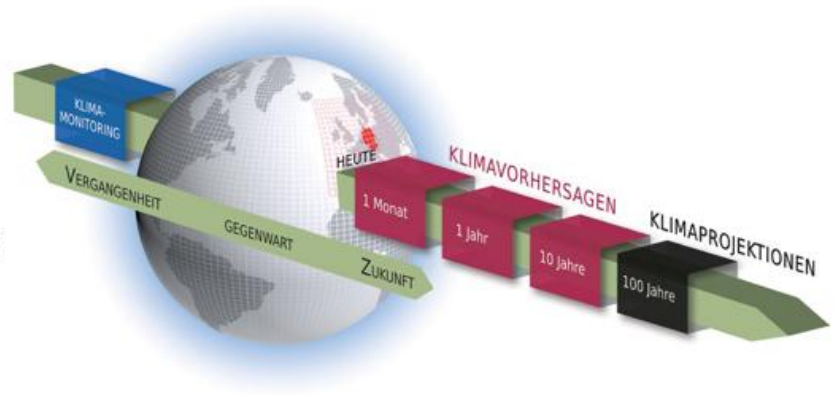 KLIMA-
MONITORING
VERGANGENHEIT
GEGENWART
ZUKUNFT
HEUTE
KLIMAVORHERSAGEN
1 Monat
1 Jahr
10 Jahre
KLIMAPROJEKTIONEN
100 Jahre